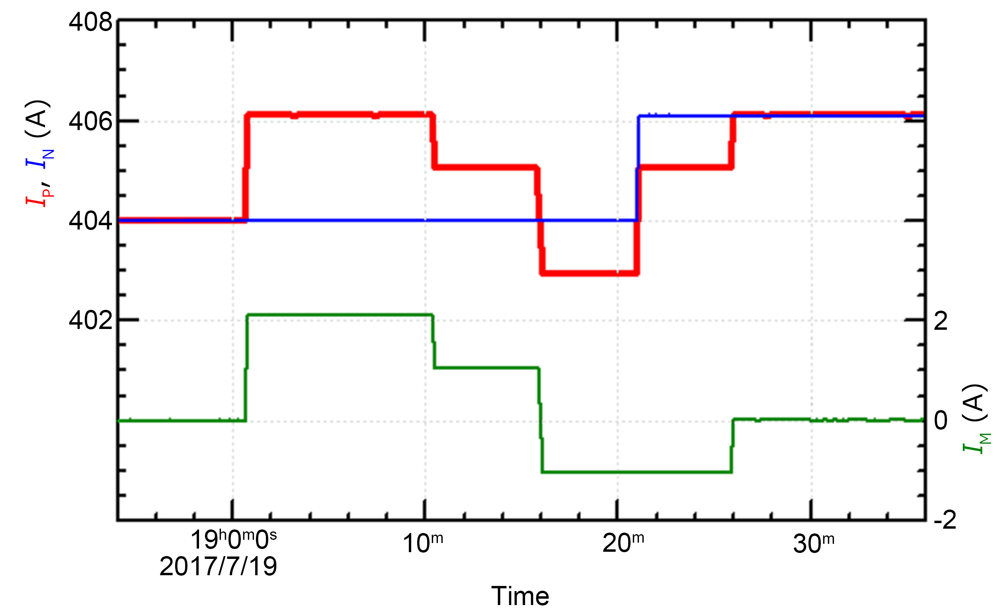 408
406
404
402
I_P, I_N (A)
2
0
-2
I_M (A)
19ʰ0ᵐ0ˢ
10ᵐ
20ᵐ
30ᵐ
2017/7/19
Time